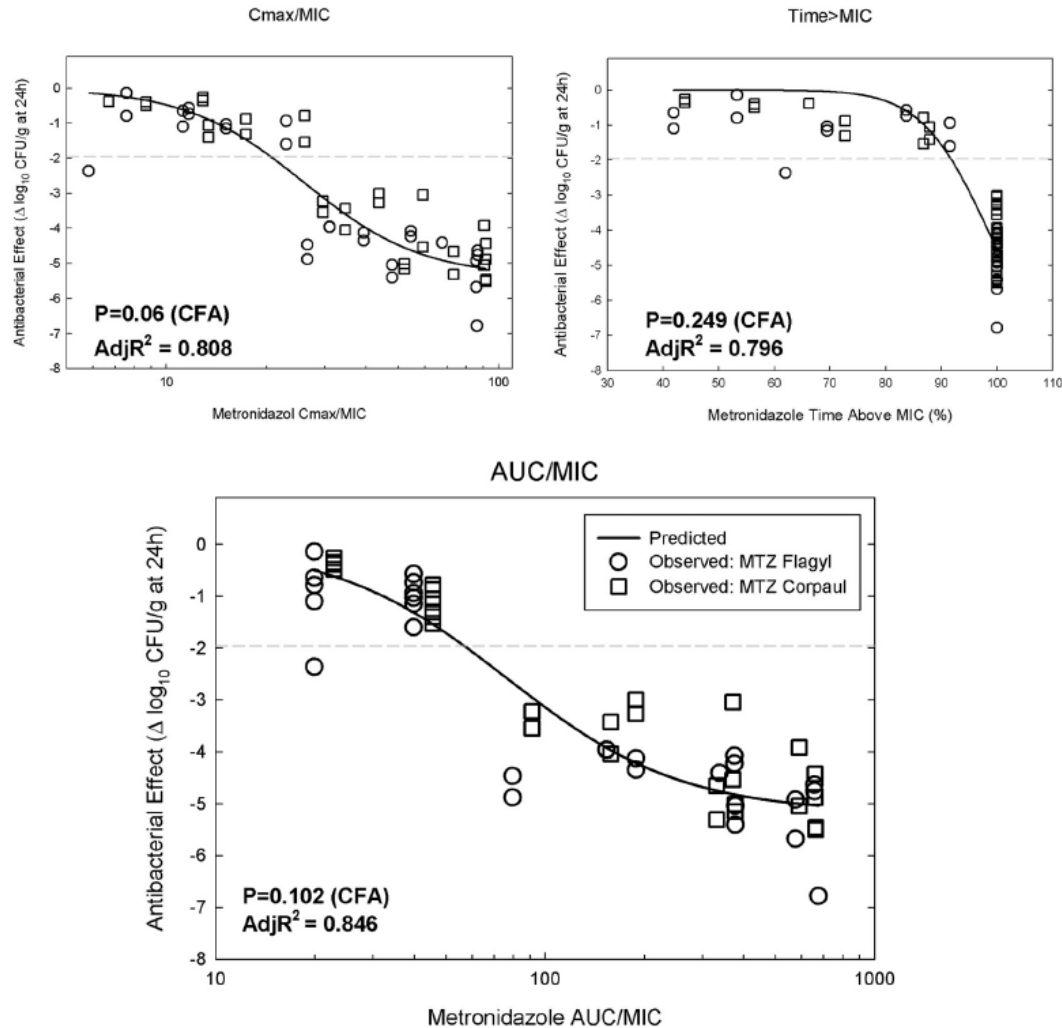 Cmax/MIC
Antibacterial Effect (Δ log10 CFU/g at 24h)
0
-1
-2
-3
-4
-5
-6
-7
-8
P=0.06 (CFA)
AdjR² = 0.808
10
100
Metronidazol Cmax/MIC
Time>MIC
Antibacterial Effect (Δ log10 CFU/g at 24h)
0
-1
-2
-3
-4
-5
-6
-7
-8
P=0.249 (CFA)
AdjR² = 0.796
30 40 50 60 70 80 90 100 110
Metronidazole Time Above MIC (%)
AUC/MIC
Antibacterial Effect (Δ log10 CFU/g at 24h)
0
-1
-2
-3
-4
-5
-6
-7
-8
Predicted
Observed: MTZ Flagyl
Observed: MTZ Corpaul
P=0.102 (CFA)
AdjR² = 0.846
10
100
1000
Metronidazole AUC/MIC